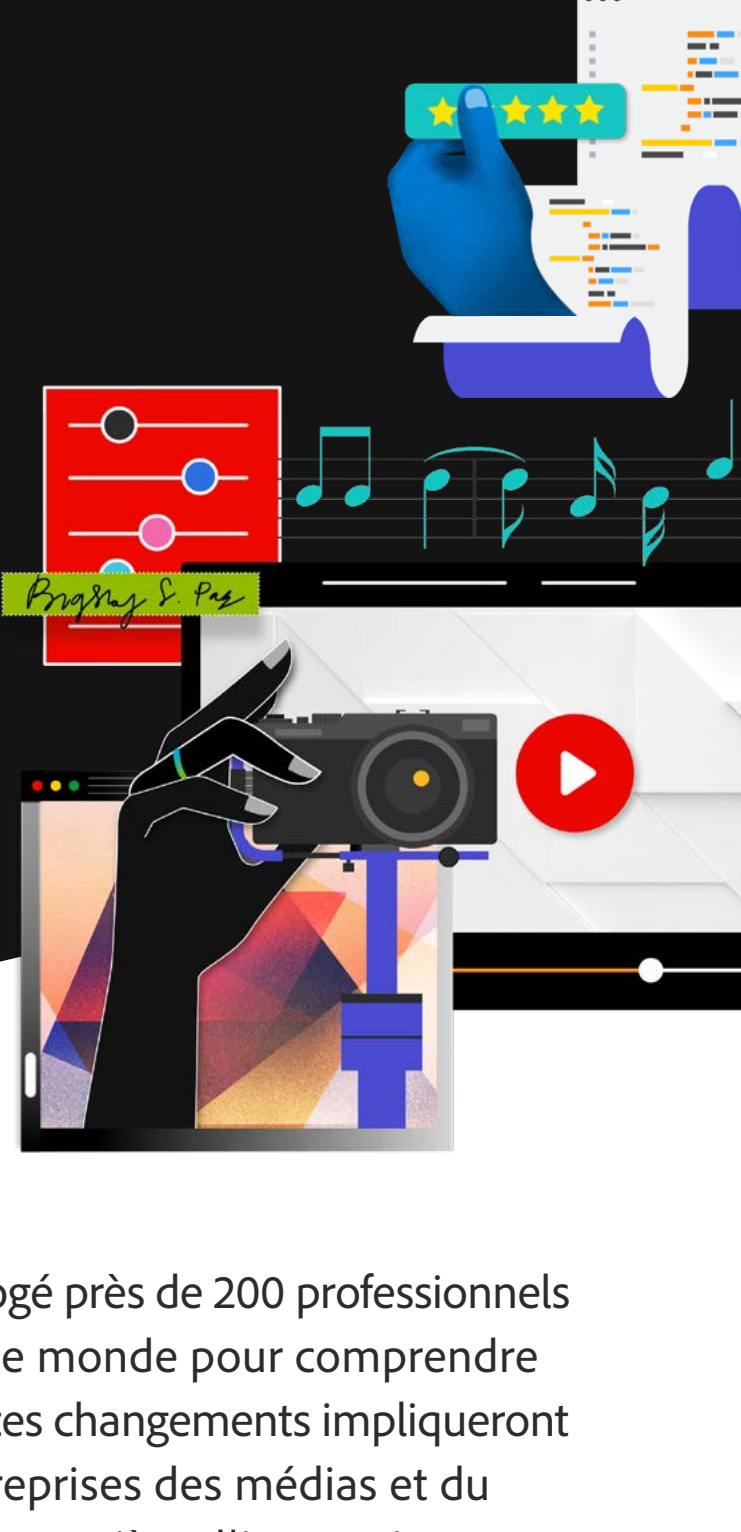 ogé près de 200 professionnels
e monde pour comprendre
ces changements impliqueront
reprises des médias et du